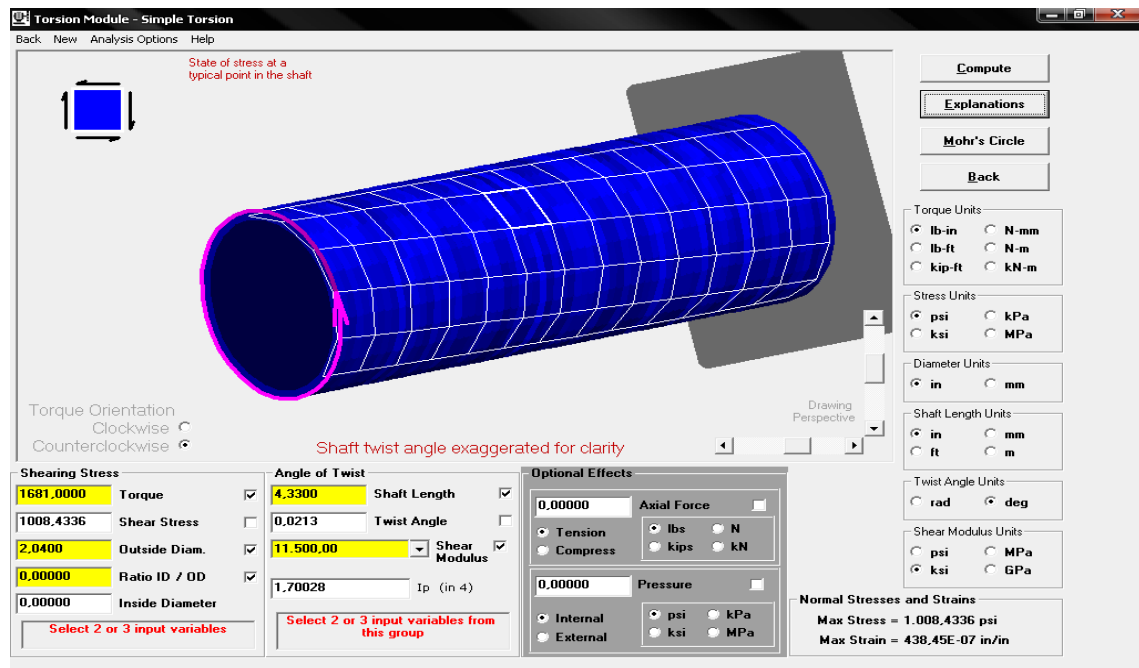 Torsion Module - Simple Torsion
Back New Analysis Options Help
State of stress at a
typical point in the shaft
Torque Orientation
Clockwise
Counterclockwise
Shaft twist angle exaggerated for clarity
Drawing
Perspective
Compute
Explanations
Mohr's Circle
Back
Torque Units
lb-in N-mm
lb-ft N-m
kip-ft kN-m
Stress Units
psi kPa
ksi MPa
Diameter Units
in mm
Shaft Length Units
in mm
ft m
Twist Angle Units
rad deg
Shear Modulus Units
psi MPa
ksi GPa
Shearing Stress
1681,0000 Torque
1008,4336 Shear Stress
2,0400 Outside Diam.
0,00000 Ratio ID / OD
0,00000 Inside Diameter
Select 2 or 3 input variables
Angle of Twist
4,3300 Shaft Length
0,0213 Twist Angle
11.500,00 Shear
Modulus
1,70028 Ip (in 4)
Select 2 or 3 input variables from
this group
Optional Effects
0,00000 Axial Force
Tension lbs N
Compress kips kN
0,00000 Pressure
Internal psi kPa
External ksi MPa
Normal Stresses and Strains
Max Stress = 1.008,4336 psi
Max Strain = 438,45E-07 in/in